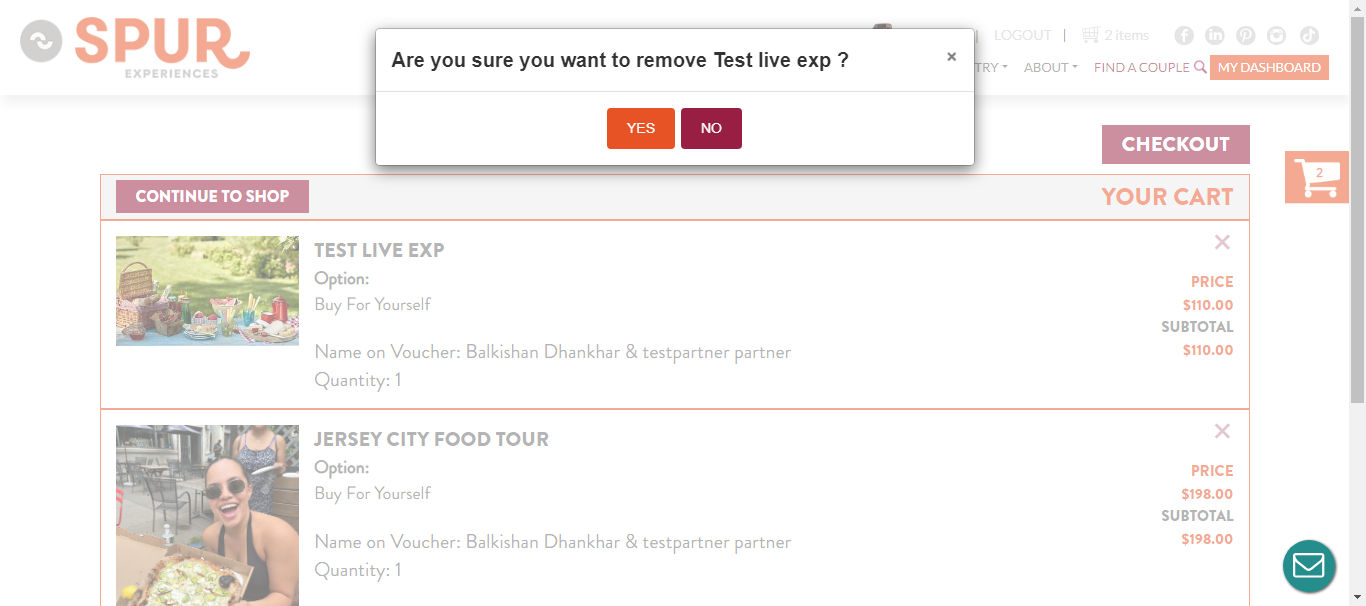 SPUR
EXPERIENCES
Are you sure you want to remove Test live exp ?
×
YES
NO
LOGOUT | 2 items
TRY
ABOUT
FIND A COUPLE
MY DASHBOARD
CHECKOUT
2
CONTINUE TO SHOP
YOUR CART
TEST LIVE EXP
Option:
Buy For Yourself
Name on Voucher: Balkishan Dhankhar & testpartner partner
Quantity: 1
PRICE
$110.00
SUBTOTAL
$110.00
JERSEY CITY FOOD TOUR
Option:
Buy For Yourself
Name on Voucher: Balkishan Dhankhar & testpartner partner
Quantity: 1
PRICE
$198.00
SUBTOTAL
$198.00